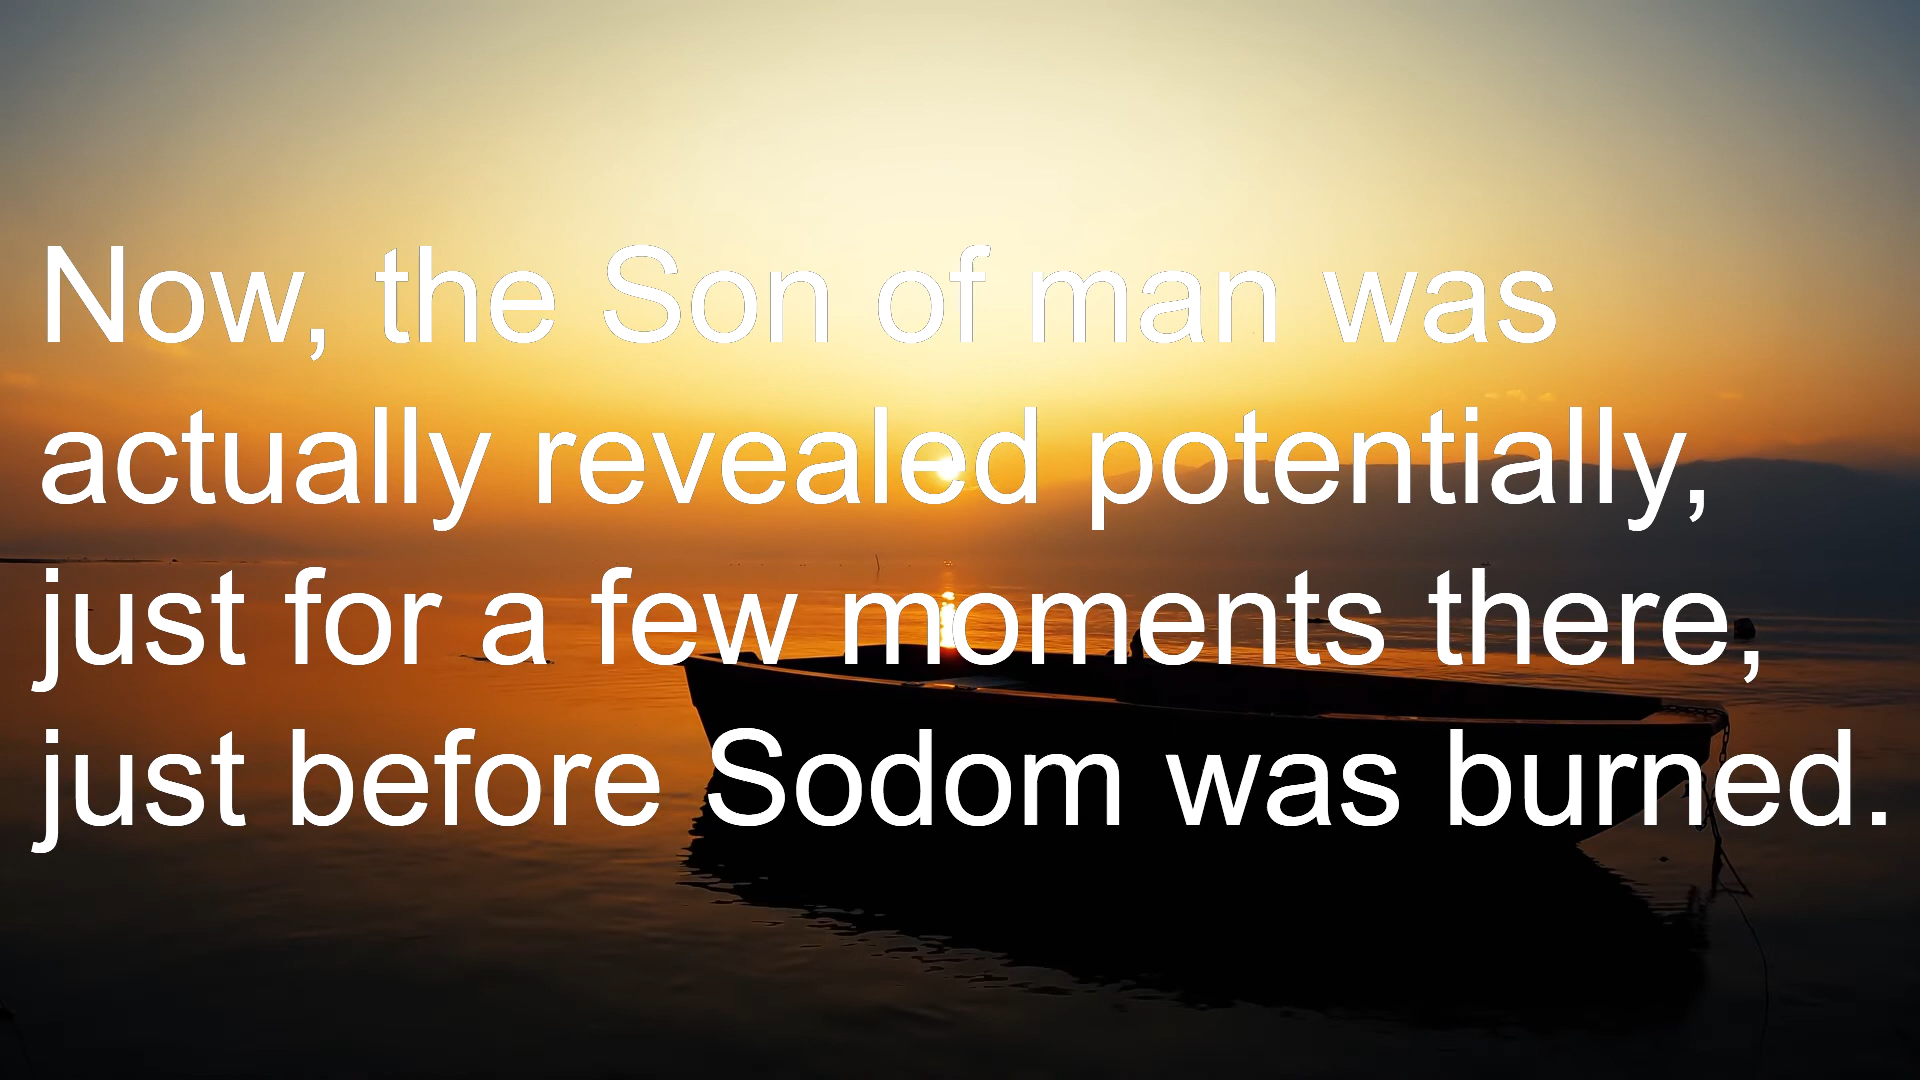 Now, the Son of man was
actually revealed potentially,
just for a few moments there,
just before Sodom was burned.